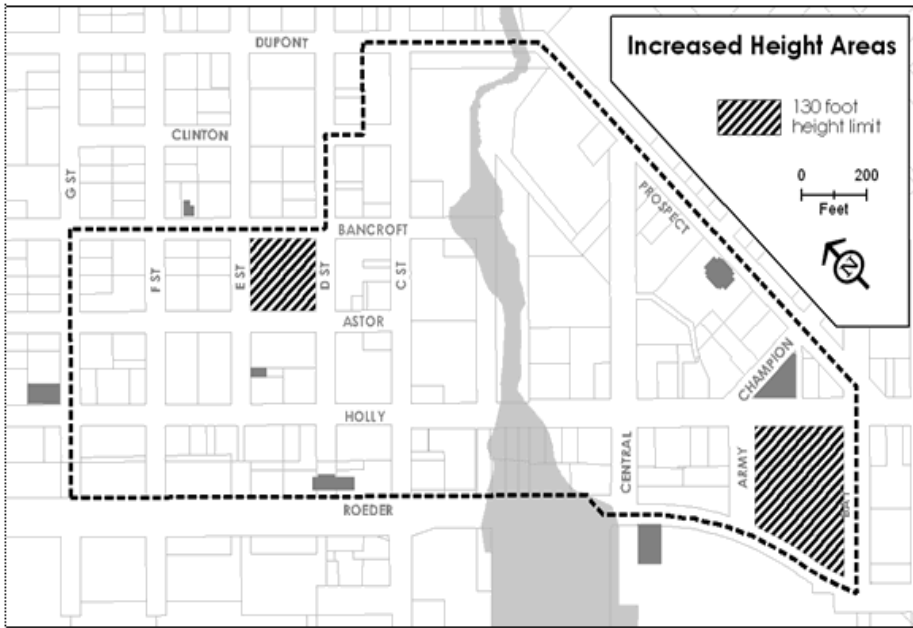 Increased Height Areas
130 foot
height limit
0 200
Feet
N
DUPONT
CLINTON
G ST
PROSPECT
BANCROFT
F ST
E ST
D ST
C ST
ASTOR
CHAMPION
HOLLY
CENTRAL
ARMY
BAY
ROEDER